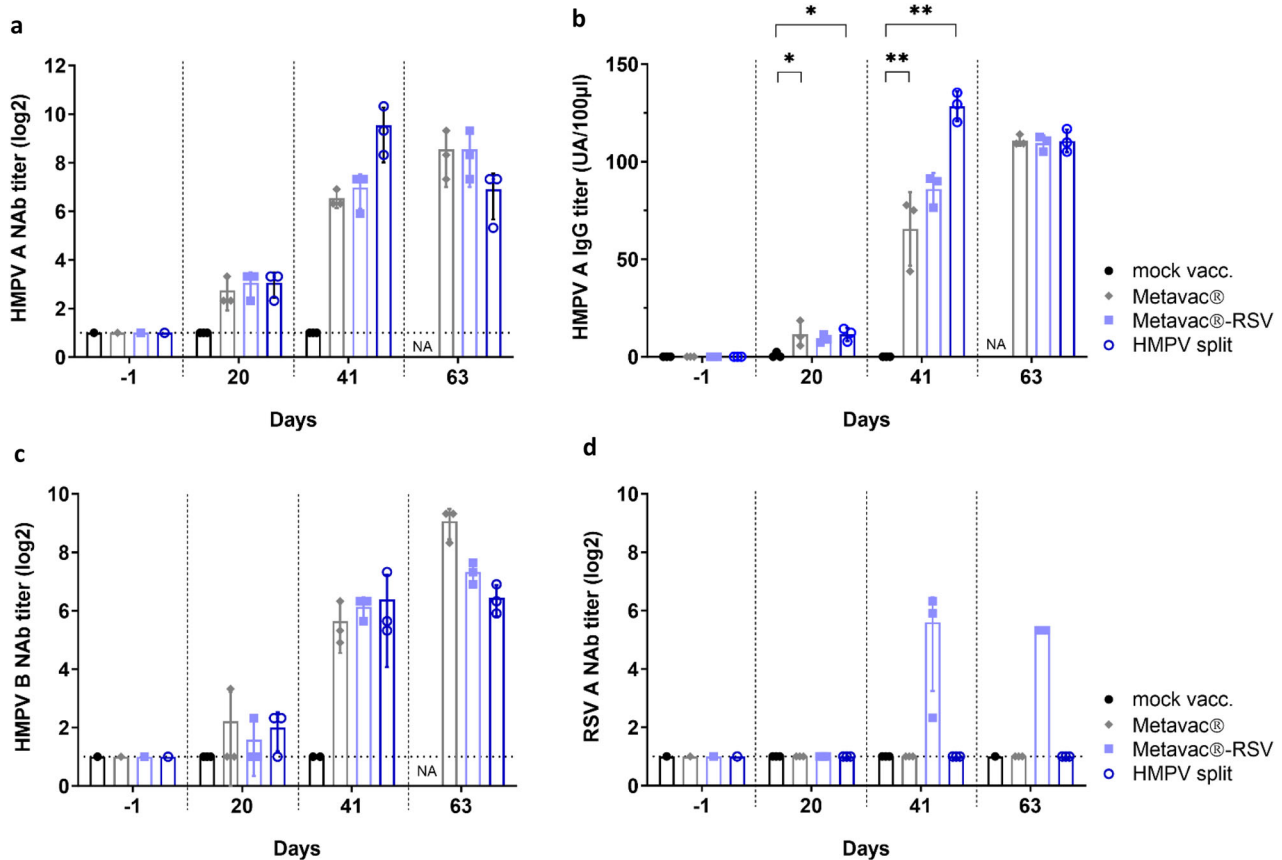 a
HMPV A NAb titer (log2)
12
10
8
6
4
2
0
NA
-1 20 41 63
Days
b
* **
* **
HMPV A IgG titer (UA/100µl)
150
100
50
0
NA
-1 20 41 63
Days
mock vacc.
Metavac®
Metavac®-RSV
HMPV split
c
HMPV B NAb titer (log2)
10
8
6
4
2
0
NA
-1 20 41 63
Days
d
RSV A NAb titer (log2)
10
8
6
4
2
0
-1 20 41 63
Days
mock vacc.
Metavac®
Metavac®-RSV
HMPV split